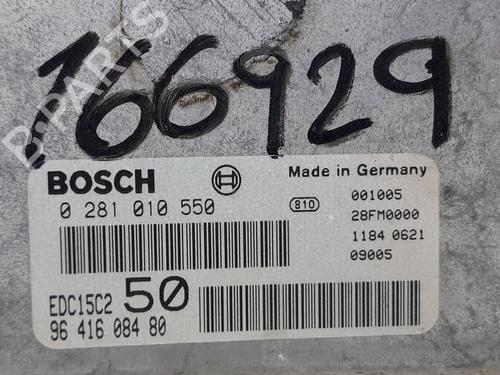 166929
B-PARTS
BOSCH
Made in Germany
0 281 010 550
810
001005
28FM0000
1184 0621
09005
EDC15C2 50
96 416 084 80